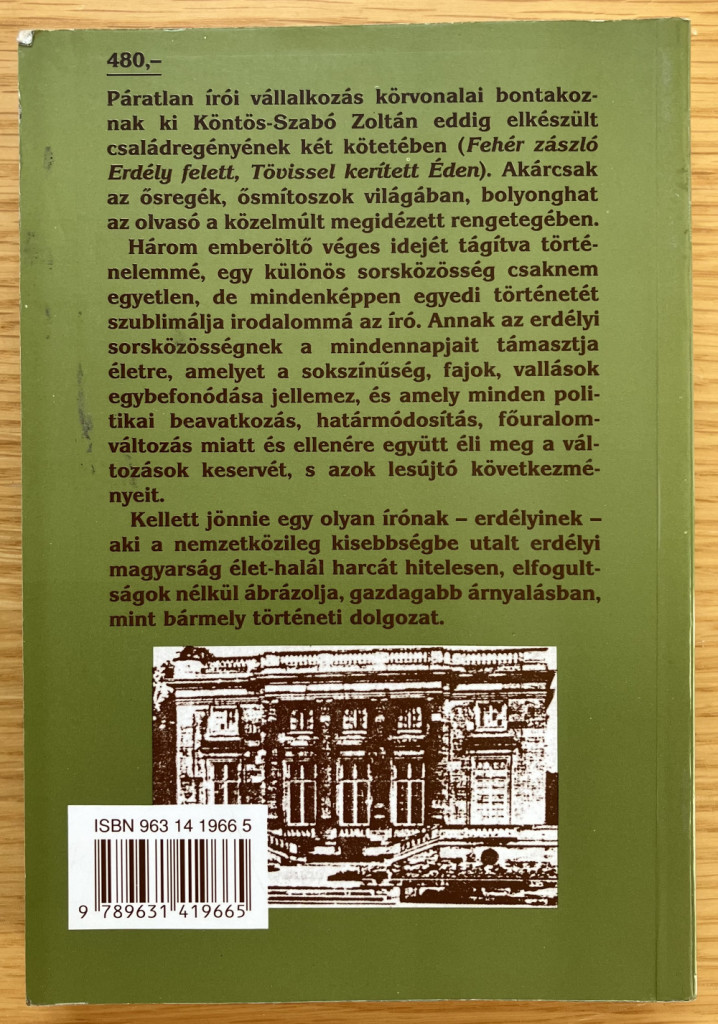 480,–
Páratlan írói vállalkozás körvonalai bontakoz-
nak ki Köntös-Szabó Zoltán eddig elkészült
családregényének két kötetében (Fehér zászló
Erdély felett, Tövissel kerített Éden). Akárcsak
az ősregék, ősmítoszok világában, bolyonghat
az olvasó a közelmúlt megidézett rengetegében.
Három emberöltő véges idejét tágítva törté-
nelemmé, egy különös sorsközösség csaknem
egyetlen, de mindenképpen egyedi történetét
szublimálja irodalommá az író. Annak az erdélyi
sorsközösségnek a mindennapjait támasztja
életre, amelyet a sokszínűség, fajok, vallások
egybefonódása jellemez, és amely minden poli-
tikai beavatkozás, határmódosítás, főuralom-
változás miatt és ellenére együtt éli meg a vál-
tozások keservét, s azok lesújtó következmé-
nyeit.
Kellett jönnie egy olyan írónak – erdélyinek –
aki a nemzetközileg kisebbségbe utalt erdélyi
magyarság élet-halál harcát hitelesen, elfogult-
ságok nélkül ábrázolja, gazdagabb árnyalásban,
mint bármely történeti dolgozat.
ISBN 963 14 1966 5
9 789631 419665